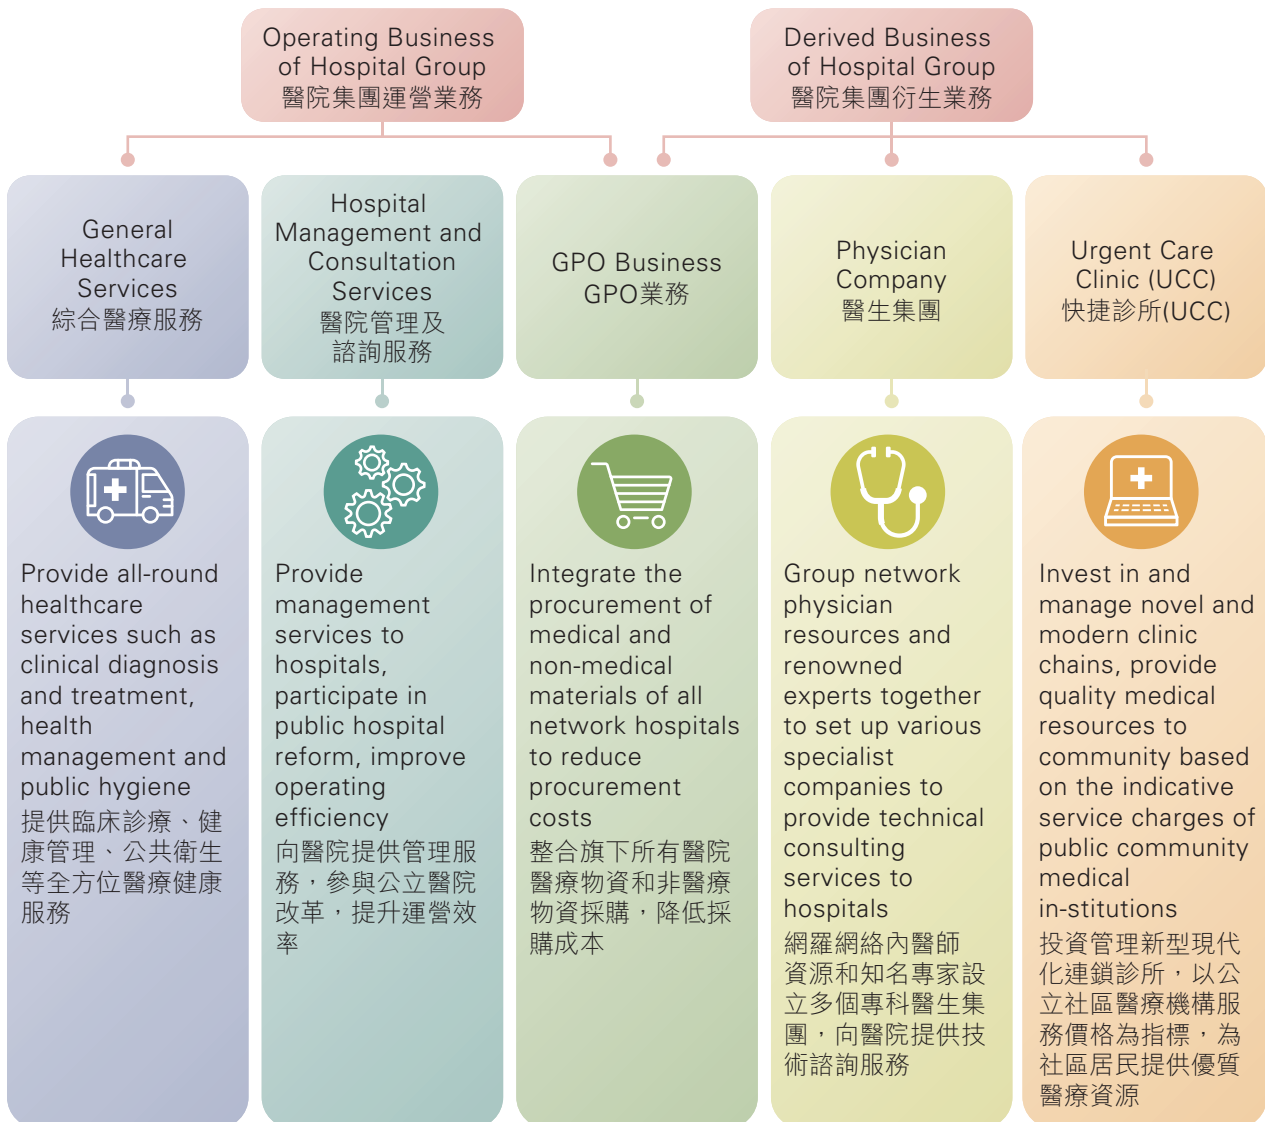 Operating Business
of Hospital Group
醫院集團運營業務
Derived Business
of Hospital Group
醫院集團衍生業務
General
Healthcare
Services
綜合醫療服務
Hospital
Management and
Consultation
Services
醫院管理及
諮詢服務
GPO Business
GPO業務
Physician
Company
醫生集團
Urgent Care
Clinic (UCC)
快捷診所(UCC)
Provide all-round
healthcare
services such as
clinical diagnosis
and treatment,
health
management and
public hygiene
提供臨床診療、健
康管理、公共衛生
等全方位醫療健康
服務
Provide
management
services to
hospitals,
participate in
public hospital
reform, improve
operating
efficiency
向醫院提供管理服
務，參與公立醫院
改革，提升運營效
率
Integrate the
procurement of
medical and
non-medical
materials of all
network hospitals
to reduce
procurement
costs
整合旗下所有醫院
醫療物資和非醫療
物資採購，降低採
購成本
Group network
physician
resources and
renowned
experts together
to set up various
specialist
companies to
provide technical
consulting
services to
hospitals
網羅網絡內醫師
資源和知名專家設
立多個專科醫生集
團，向醫院提供技
術諮詢服務
Invest in and
manage novel and
modern clinic
chains, provide
quality medical
resources to
community based
on the indicative
service charges of
public community
medical
in-stitutions
投資管理新型現代
化連鎖診所，以公
立社區醫療機構服
務價格為指標，為
社區居民提供優質
醫療資源